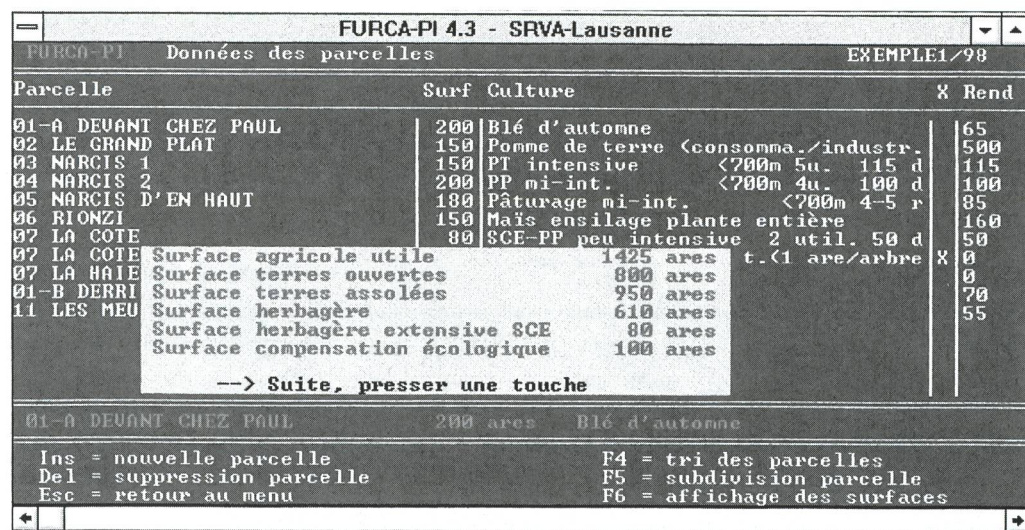 FURCA-PI 4.3 - SRVA-Lausanne
FURCA-PI Données des parcelles EXEMPLE1/98
Parcelle Surf Culture X Rend
01-A DEVANT CHEZ PAUL 200 Blé d'automne 65
02 LE GRAND PLAT 150 Pomme de terre (consomma./industr. 500
03 NARCIS 1 150 PT intensive <700m 5u. 115 d 115
04 NARCIS 2 200 PP mi-int. <700m 4u. 100 d 100
05 NARCIS D'EN HAUT 180 Pâturage mi-int. <700m 4-5 r 85
06 RIONZI 150 Maïs ensilage plante entière 160
07 LA COTE 80 SCE-PP peu intensive 2 util. 50 d 50
07 LA COTE Surface agricole utile 1425 ares t.(1 are/arbre X 0
07 LA HAIE Surface terres ouvertes 800 ares 0
01-B DERRI Surface terres assolées 950 ares 70
11 LES MEU Surface herbagère 610 ares 55
Surface herbagère extensive SCE 80 ares
Surface compensation écologique 100 ares
--> Suite, presser une touche
01-A DEVANT CHEZ PAUL 200 ares Blé d'automne
Ins = nouvelle parcelle F4 = tri des parcelles
Del = suppression parcelle F5 = subdivision parcelle
Esc = retour au menu F6 = affichage des surfaces